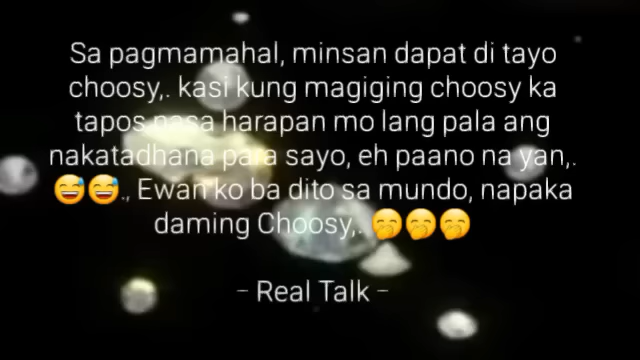 Sa pagmamahal, minsan dapat di tayo
choosy,. kasi kung magiging choosy ka
tapos nasa harapan mo lang pala ang
nakatadhana para sayo, eh paano na yan,.
😅😅., Ewan ko ba dito sa mundo, napaka
daming Choosy,. 🤭🤭🤭
- Real Talk -